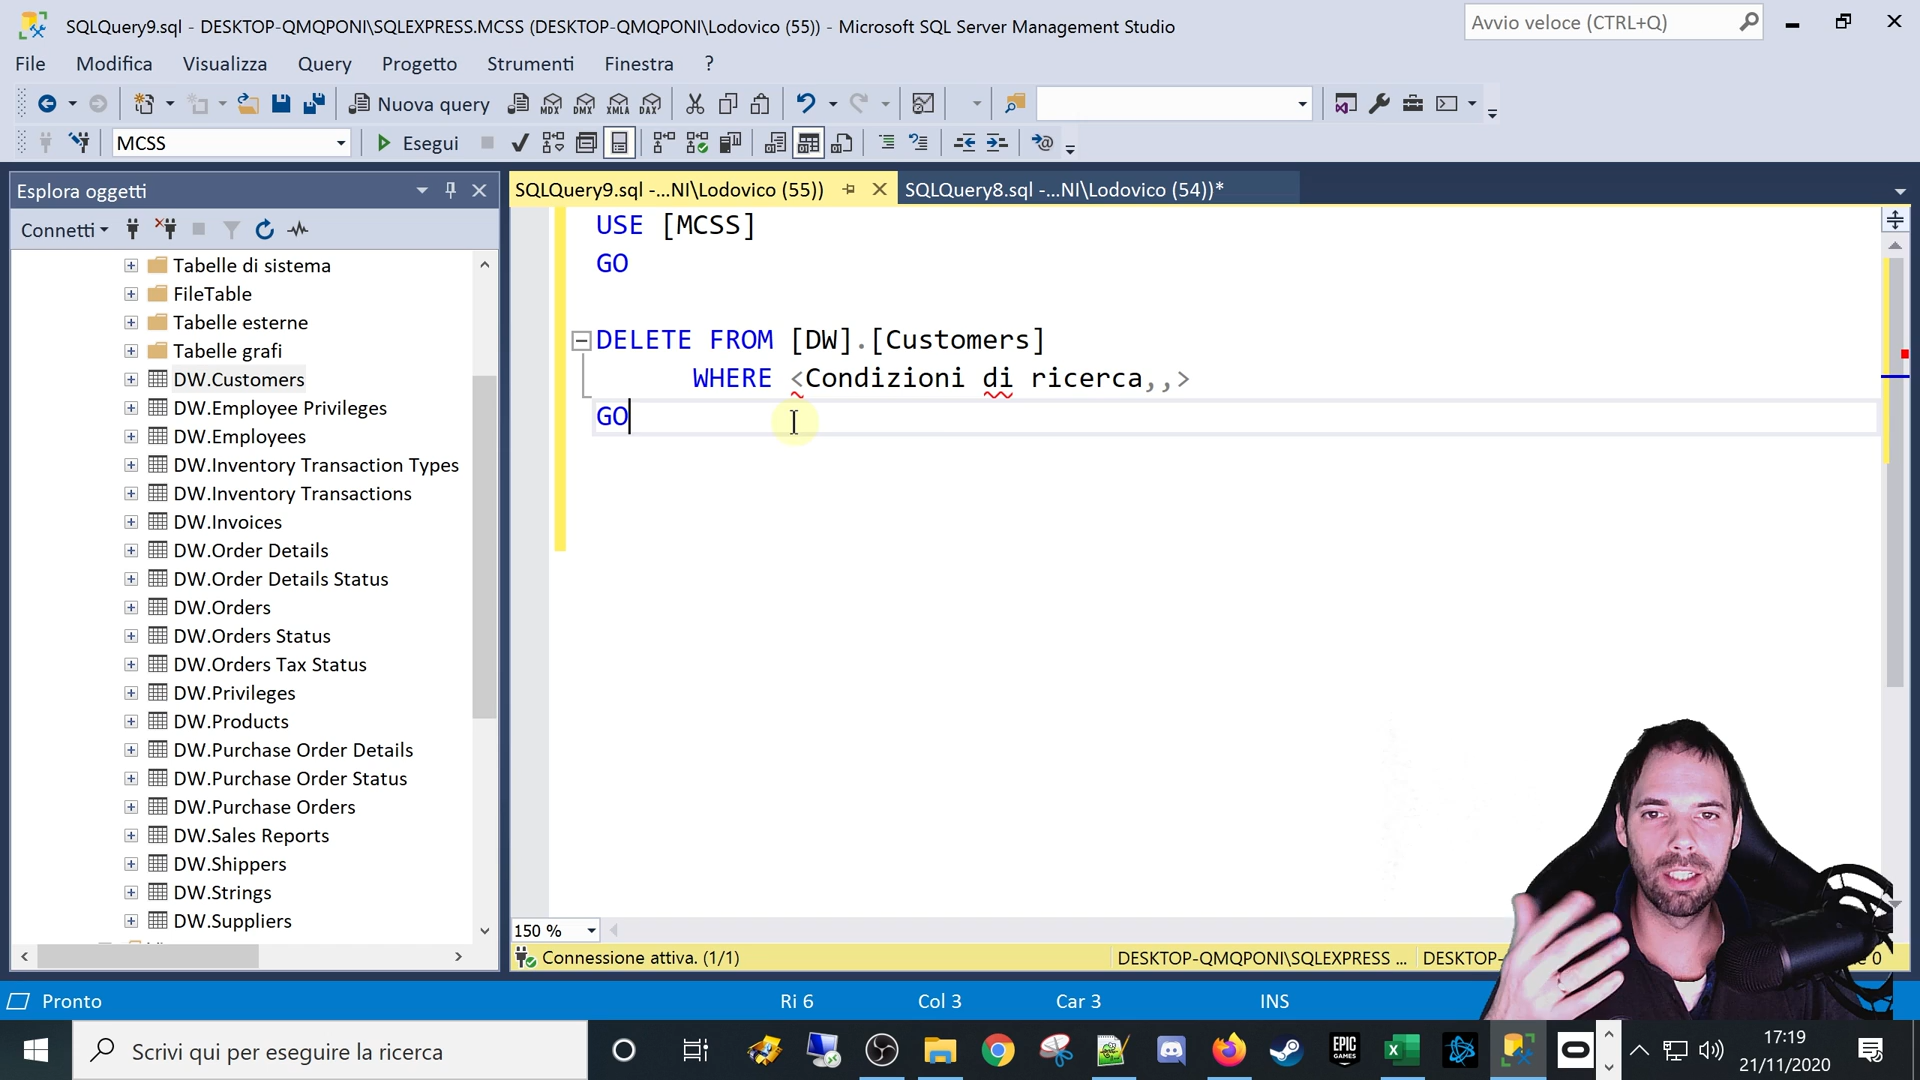 SQLQuery9.sql - DESKTOP-QMQPONI\SQLEXPRESS.MCSS (DESKTOP-QMQPONI\Lodovico (55)) - Microsoft SQL Server Management Studio
Avvio veloce (CTRL+Q)
File Modifica Visualizza Query Progetto Strumenti Finestra ?
Nuova query MDX DMX XMLA DAX
MCSS Esegui
Esplora oggetti
SQLQuery9.sql -...NI\Lodovico (55)) SQLQuery8.sql -...NI\Lodovico (54))*
Connetti
Tabelle di sistema
FileTable
Tabelle esterne
Tabelle grafi
DW.Customers
DW.Employee Privileges
DW.Employees
DW.Inventory Transaction Types
DW.Inventory Transactions
DW.Invoices
DW.Order Details
DW.Order Details Status
DW.Orders
DW.Orders Status
DW.Orders Tax Status
DW.Privileges
DW.Products
DW.Purchase Order Details
DW.Purchase Order Status
DW.Purchase Orders
DW.Sales Reports
DW.Shippers
DW.Strings
DW.Suppliers
USE [MCSS]
GO
DELETE FROM [DW].[Customers]
WHERE <Condizioni di ricerca,,>
GO
150 %
Connessione attiva. (1/1) DESKTOP-QMQPONI\SQLEXPRESS ... DESKTOP-
Pronto Ri 6 Col 3 Car 3 INS
Scrivi qui per eseguire la ricerca
EPIC GAMES
17:19
21/11/2020